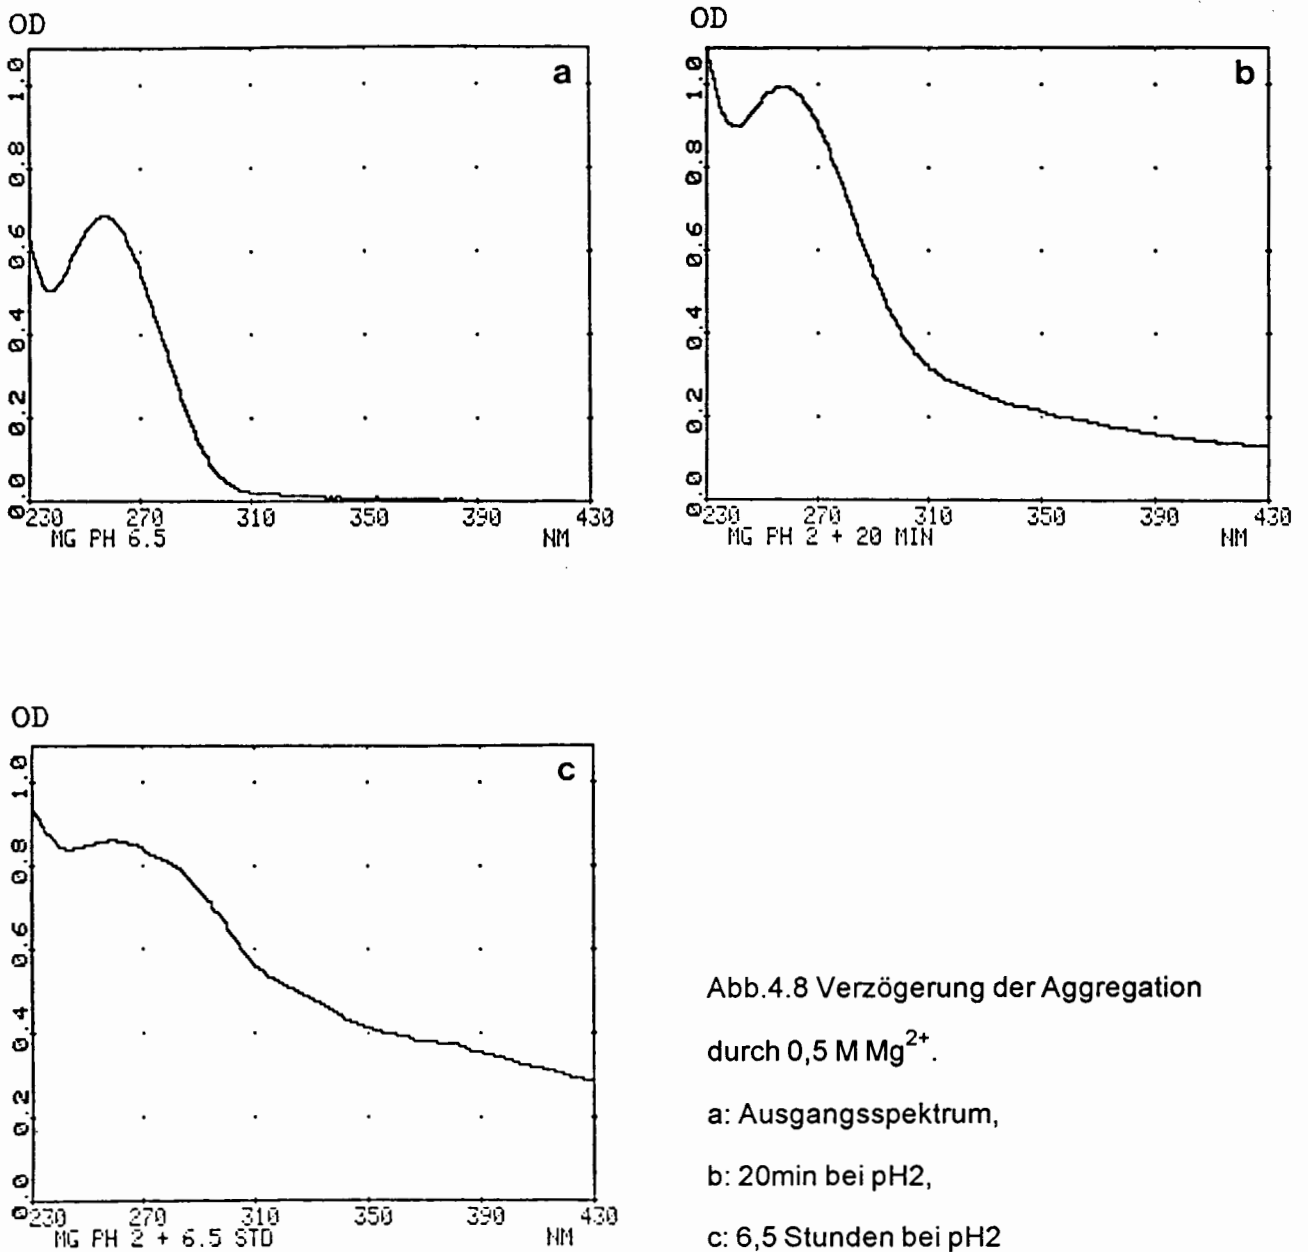 OD
a
1.0
0.8
0.6
0.4
0.2
0.0
230 270 310 350 390 430
MG PH 6.5 NM
OD
b
1.0
0.8
0.6
0.4
0.2
0.0
230 270 310 350 390 430
MG PH 2 + 20 MIN NM
OD
c
1.0
0.8
0.6
0.4
0.2
0.0
230 270 310 350 390 430
MG PH 2 + 6.5 STD NM
Abb.4.8 Verzögerung der Aggregation
durch 0,5 M Mg²⁺.
a: Ausgangsspektrum,
b: 20min bei pH2,
c: 6,5 Stunden bei pH2